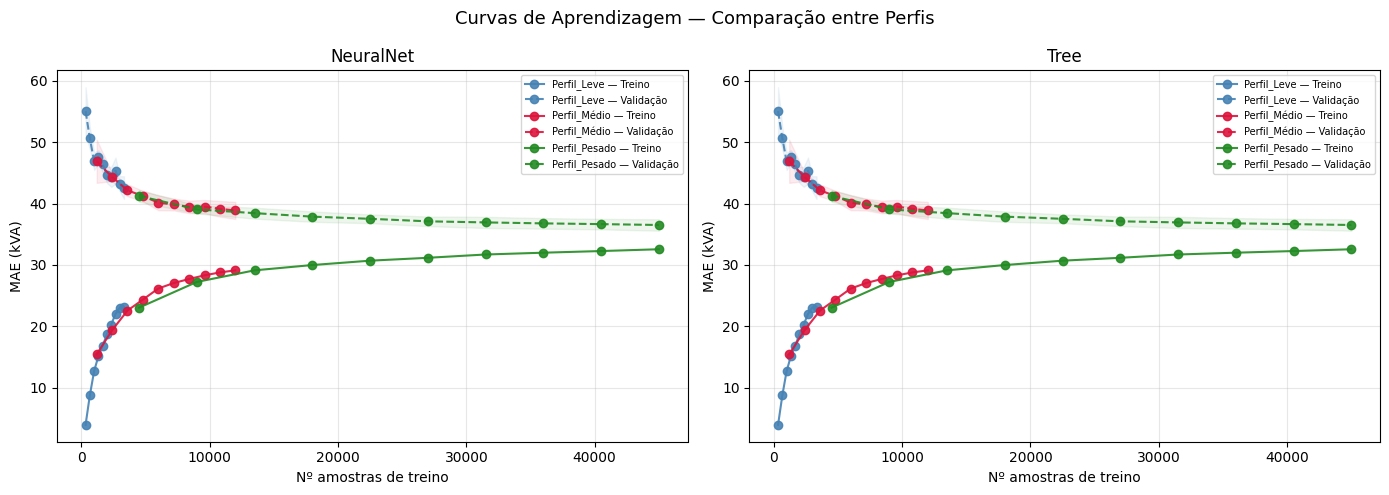 Curvas de Aprendizagem — Comparação entre Perfis
NeuralNet
60
50
40
30
20
10
MAE (kVA)
0
10000
20000
30000
40000
Nº amostras de treino
Perfil_Leve — Treino
Perfil_Leve — Validação
Perfil_Médio — Treino
Perfil_Médio — Validação
Perfil_Pesado — Treino
Perfil_Pesado — Validação
Tree
60
50
40
30
20
10
MAE (kVA)
0
10000
20000
30000
40000
Nº amostras de treino
Perfil_Leve — Treino
Perfil_Leve — Validação
Perfil_Médio — Treino
Perfil_Médio — Validação
Perfil_Pesado — Treino
Perfil_Pesado — Validação